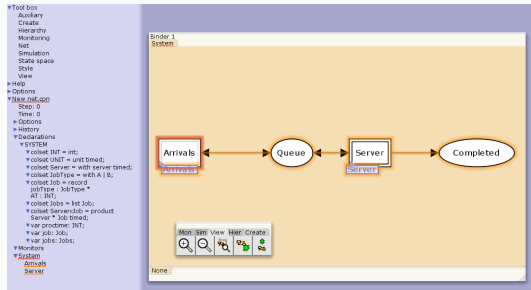 Tool box
Auxiliary
Create
Hierarchy
Monitoring
Net
Simulation
State space
Style
View
Help
Options
New net.cpn
Step: 0
Time: 0
Options
History
Declarations
SYSTEM
colset INT = int;
colset UNIT = unit timed;
colset Server = with server timed;
colset JobType = with A | B;
colset Job = record
jobType : JobType *
AT : INT;
colset Jobs = list Job;
colset ServerxJob = product
Server * Job timed;
var proctime: INT;
var job: Job;
var jobs: Jobs;
Monitors
System
Arrivals
Server
Binder 1
System
Arrivals
Arrivals
Queue
Server
Server
Completed
Mon Sim View Hier Create
None